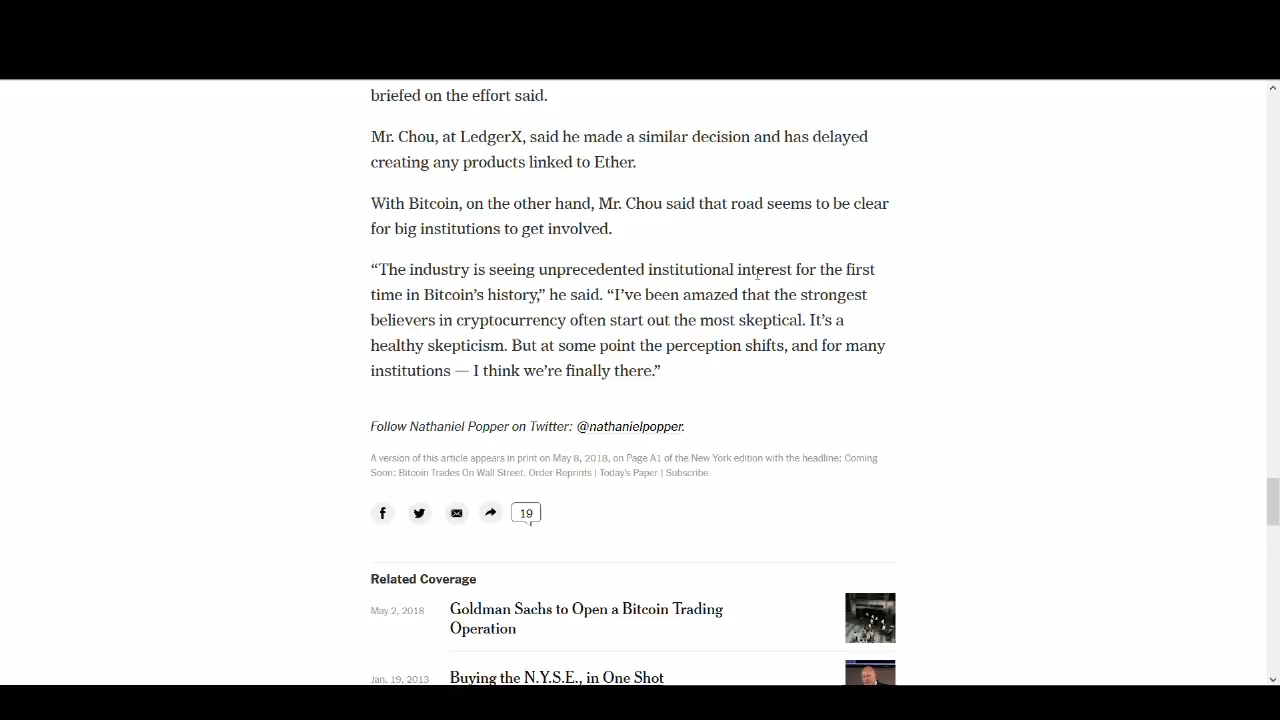 briefed on the effort said.
Mr. Chou, at LedgerX, said he made a similar decision and has delayed
creating any products linked to Ether.
With Bitcoin, on the other hand, Mr. Chou said that road seems to be clear
for big institutions to get involved.
“The industry is seeing unprecedented institutional interest for the first
time in Bitcoin’s history,” he said. “I’ve been amazed that the strongest
believers in cryptocurrency often start out the most skeptical. It’s a
healthy skepticism. But at some point the perception shifts, and for many
institutions — I think we’re finally there.”
Follow Nathaniel Popper on Twitter: @nathanielpopper.
A version of this article appears in print on May 8, 2018, on Page A1 of the New York edition with the headline: Coming
Soon: Bitcoin Trades On Wall Street. Order Reprints | Today's Paper | Subscribe
19
Related Coverage
May 2, 2018 Goldman Sachs to Open a Bitcoin Trading
Operation
Jan. 19, 2013 Buying the N.Y.S.E., in One Shot